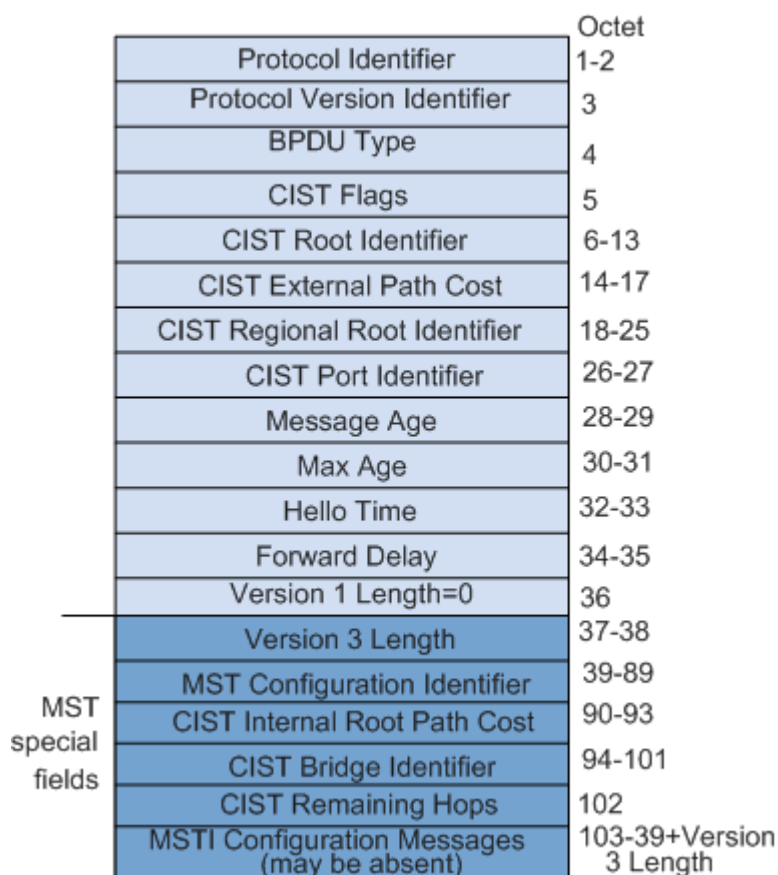 Octet
Protocol Identifier 1-2
Protocol Version Identifier 3
BPDU Type 4
CIST Flags 5
CIST Root Identifier 6-13
CIST External Path Cost 14-17
CIST Regional Root Identifier 18-25
CIST Port Identifier 26-27
Message Age 28-29
Max Age 30-31
Hello Time 32-33
Forward Delay 34-35
Version 1 Length=0 36
Version 3 Length 37-38
MST Configuration Identifier 39-89
CIST Internal Root Path Cost 90-93
CIST Bridge Identifier 94-101
CIST Remaining Hops 102
MSTI Configuration Messages 103-39+Version
(may be absent) 3 Length
MST
special
fields